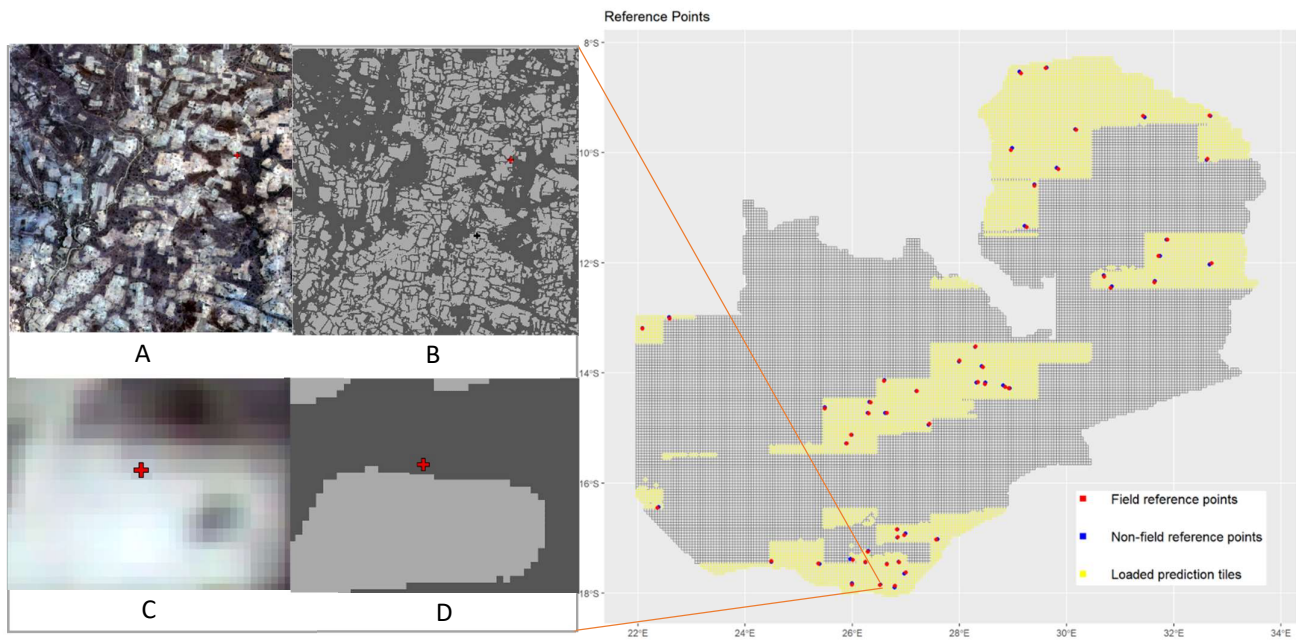 Reference Points
A
B
C
D
8°S
10°S
12°S
14°S
16°S
18°S
22°E
24°E
26°E
28°E
30°E
32°E
34°E
Field reference points
Non-field reference points
Loaded prediction tiles